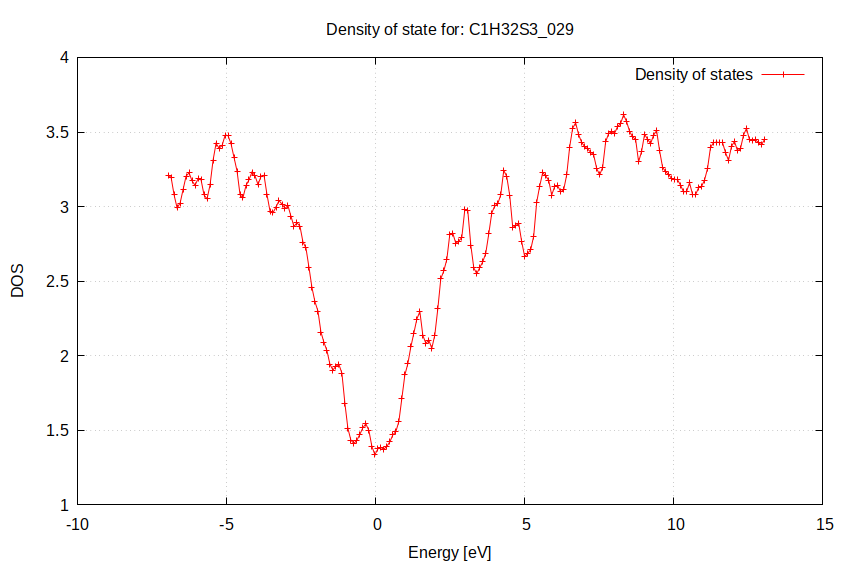 Density of state for: C1H32S3_029
4
Density of states
3.5
3
2.5
2
1.5
1
-10 -5 0 5 10 15
DOS
Energy [eV]